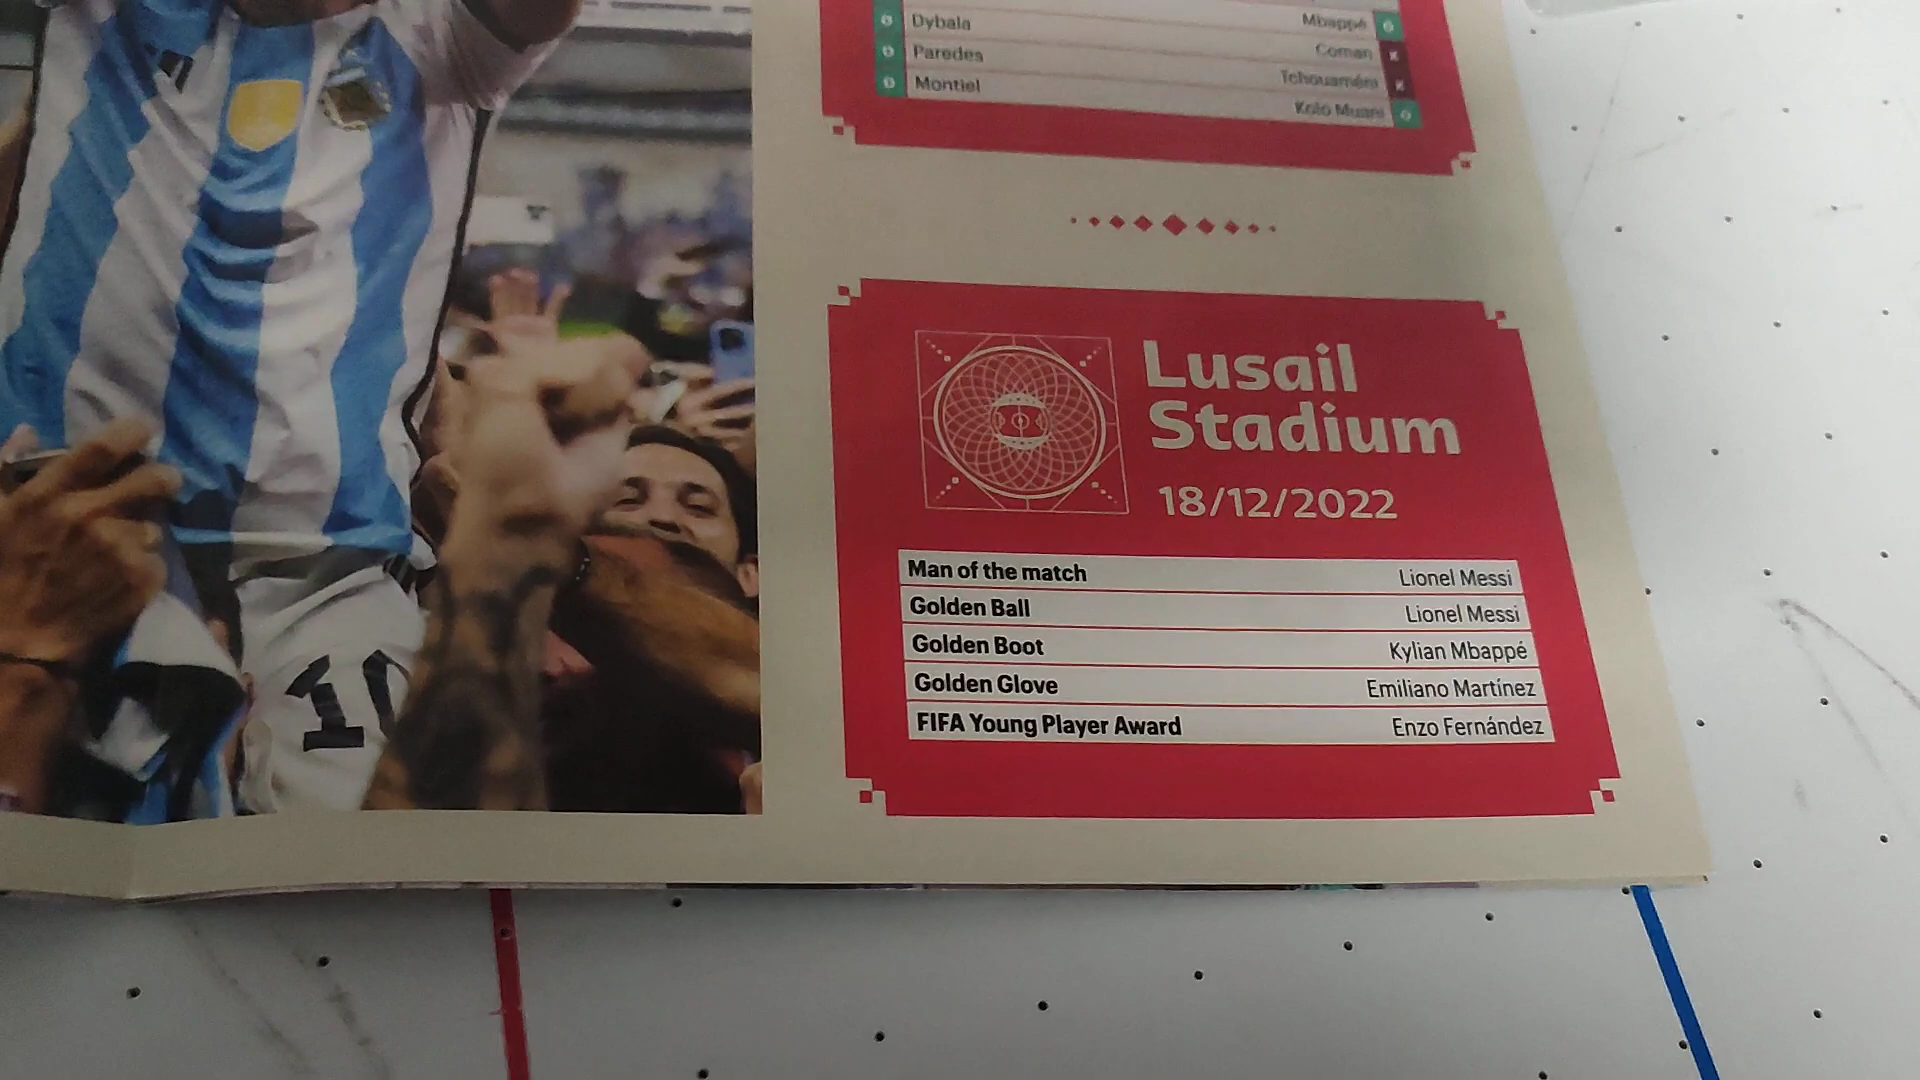 Dybala Mbappé
Paredes Coman
Montiel Tchouaméni
Kolo Muani
Lusail
Stadium
18/12/2022
Man of the match Lionel Messi
Golden Ball Lionel Messi
Golden Boot Kylian Mbappé
Golden Glove Emiliano Martínez
FIFA Young Player Award Enzo Fernández
10